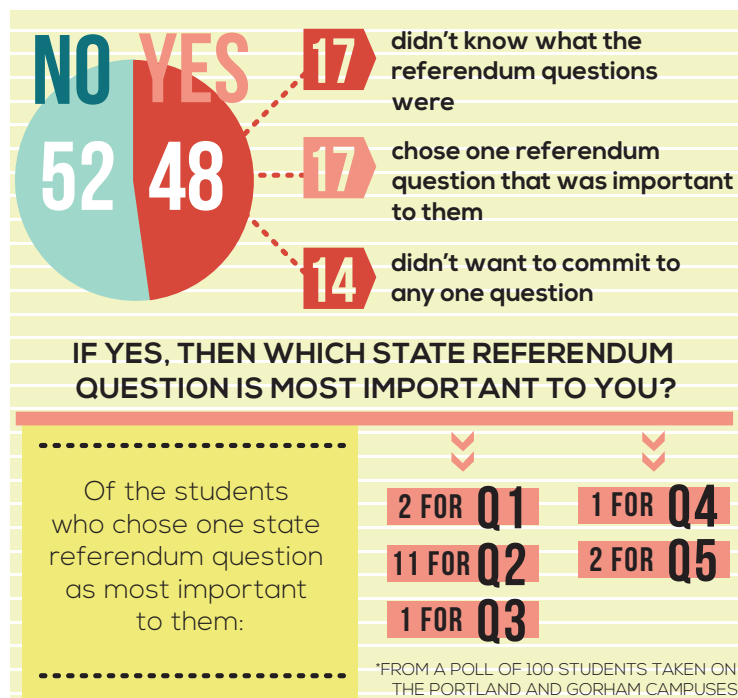 NO YES
52 48
17 didn't know what the
referendum questions
were
17 chose one referendum
question that was important
to them
14 didn't want to commit to
any one question
IF YES, THEN WHICH STATE REFERENDUM
QUESTION IS MOST IMPORTANT TO YOU?
Of the students
who chose one state
referendum question
as most important
to them:
2 FOR Q1
11 FOR Q2
1 FOR Q3
1 FOR Q4
2 FOR Q5
*FROM A POLL OF 100 STUDENTS TAKEN ON
THE PORTLAND AND GORHAM CAMPUSES